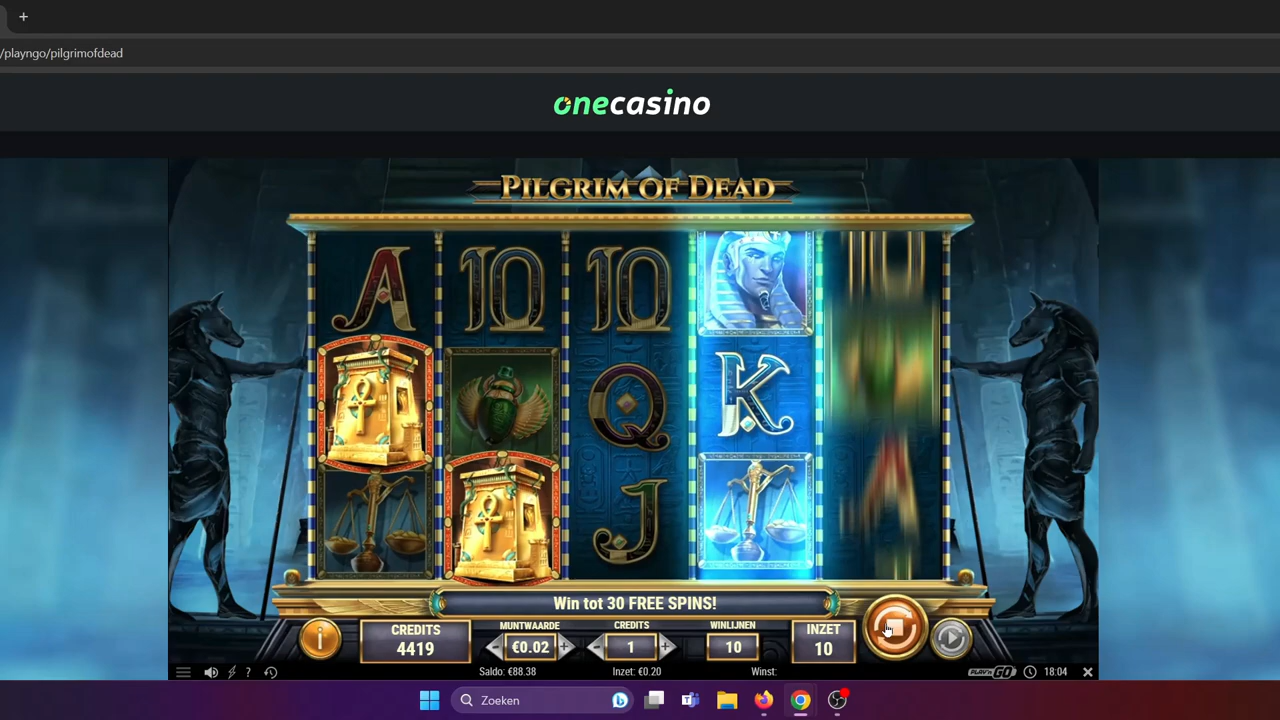 +
/playngo/pilgrimofdead
onecasino
PILGRIM OF DEAD
A 10 10
K
Q
J
Win tot 30 FREE SPINS!
CREDITS
4419
MUNTWAARDE
- €0.02 +
CREDITS
- 1 +
WINLIJNEN
10
INZET
10
? Saldo: €88.38 Inzet: €0.20 Winst: PLAY'n GO 18:04
Zoeken